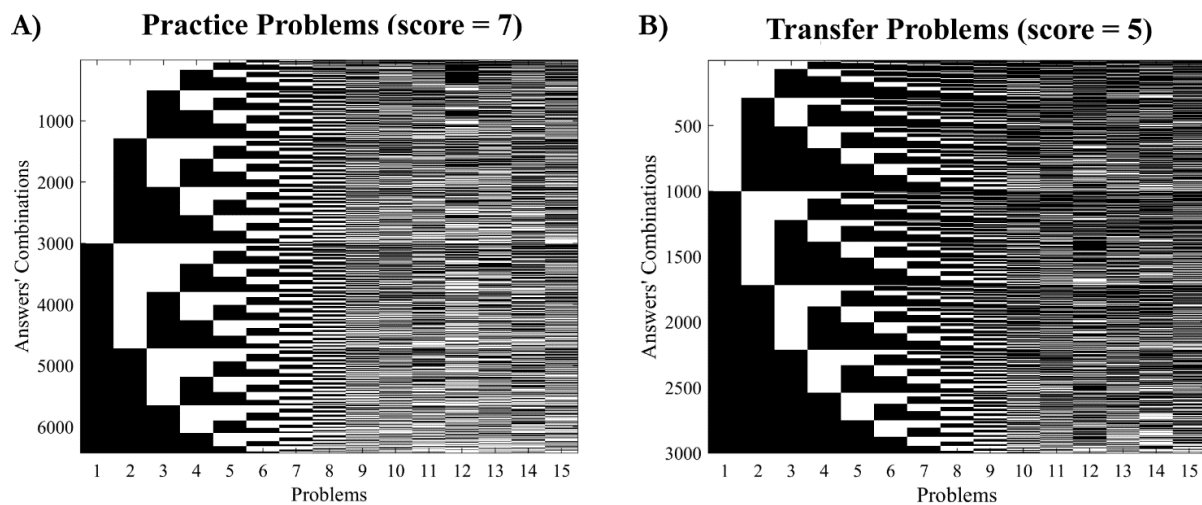 A) Practice Problems (score = 7)
Answers' Combinations
1000
2000
3000
4000
5000
6000
1 2 3 4 5 6 7 8 9 10 11 12 13 14 15
Problems
B) Transfer Problems (score = 5)
Answers' Combinations
500
1000
1500
2000
2500
3000
1 2 3 4 5 6 7 8 9 10 11 12 13 14 15
Problems